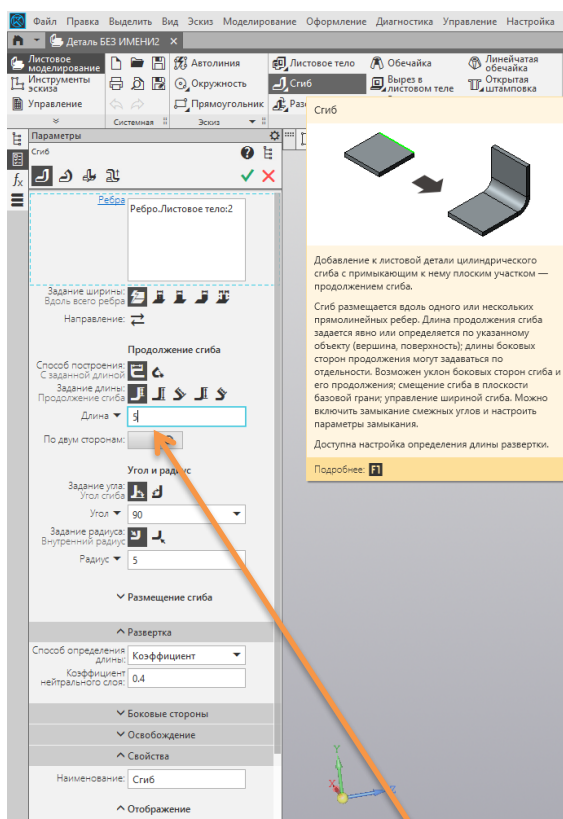 Файл Правка Выделить Вид Эскиз Моделирование Оформление Диагностика Управление Настройка
Деталь БЕЗ ИМЕНИ2 ×
Листовое моделирование
Инструменты эскиза
Управление
Системная
Автолиния
Окружность
Прямоугольник
Эскиз
Листовое тело
Сгиб
Обечайка
Вырез в листовом теле
Линейчатая обечайка
Открытая штамповка
Параметры
Сгиб
Ребра
Ребро.Листовое тело:2
Задание ширины:
Вдоль всего ребра
Направление:
Продолжение сгиба
Способ построения:
С заданной длиной
Задание длины:
Продолжение сгиба
Длина 5
По двум сторонам:
Угол и радиус
Задание угла:
Угол сгиба
Угол 90
Задание радиуса:
Внутренний радиус
Радиус 5
Размещение сгиба
Развертка
Способ определения длины: Коэффициент
Коэффициент нейтрального слоя: 0.4
Боковые стороны
Освобождение
Свойства
Наименование: Сгиб
Отображение
Сгиб
Добавление к листовой детали цилиндрического
сгиба с примыкающим к нему плоским участком —
продолжением сгиба.
Сгиб размещается вдоль одного или нескольких
прямолинейных ребер. Длина продолжения сгиба
задается явно или определяется по указанному
объекту (вершина, поверхность); длины боковых
сторон продолжения могут задаваться по
отдельности. Возможен уклон боковых сторон сгиба и
его продолжения; смещение сгиба в плоскости
базовой грани; управление шириной сгиба. Можно
включить замыкание смежных углов и настроить
параметры замыкания.
Доступна настройка определения длины развертки.
Подробнее: F1
Y